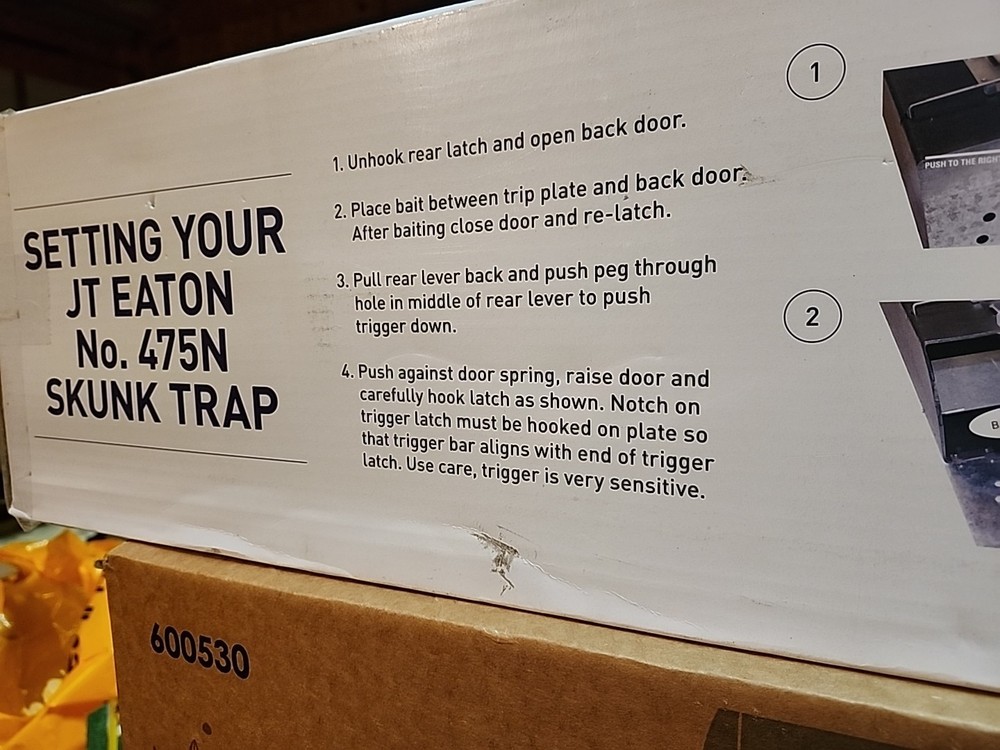 SETTING YOUR
JT EATON
No. 475N
SKUNK TRAP
1. Unhook rear latch and open back door.
2. Place bait between trip plate and back door.
After baiting close door and re-latch.
3. Pull rear lever back and push peg through
hole in middle of rear lever to push
trigger down.
4. Push against door spring, raise door and
carefully hook latch as shown. Notch on
trigger latch must be hooked on plate so
that trigger bar aligns with end of trigger
latch. Use care, trigger is very sensitive.
1
PUSH TO THE RIGH
2
B
600530